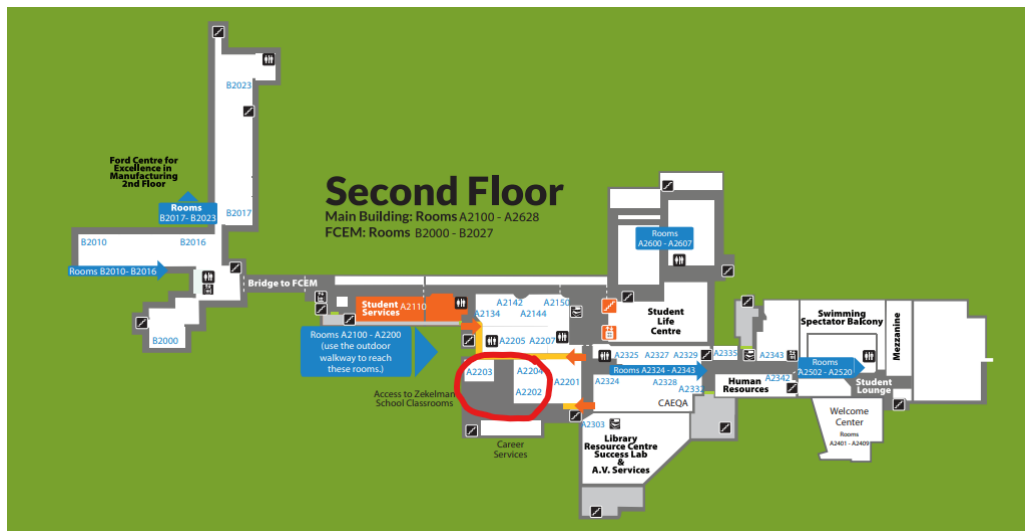 B2023
Ford Centre for
Excellence in
Manufacturing
2nd Floor
Rooms
B2017- B2023
B2017
Second Floor
Main Building: Rooms A2100 - A2628
FCEM: Rooms B2000 - B2027
B2010
B2016
Rooms B2010- B2016
Rooms
A2600 - A2607
Bridge to FCEM
B2000
Student
Services
A2110
A2142
A2150
A2134
A2144
A2205
A2207
Student
Life
Centre
Swimming
Spectator Balcony
Mezzanine
Rooms A2100 - A2200
(use the outdoor
walkway to reach
these rooms.)
A2203
A2204
A2201
A2202
A2325
A2327
A2329
A2335
A2343
Rooms A2324 - A2343
A2324
A2328
A2332
Human
Resources
A2342
Rooms
A2502 - A2520
Student
Lounge
Access to Zekelman
School Classrooms
CAEQA
A2303
Library
Resource Centre
Success Lab
&
A.V. Services
Career
Services
Welcome
Center
Rooms
A2401 - A2409